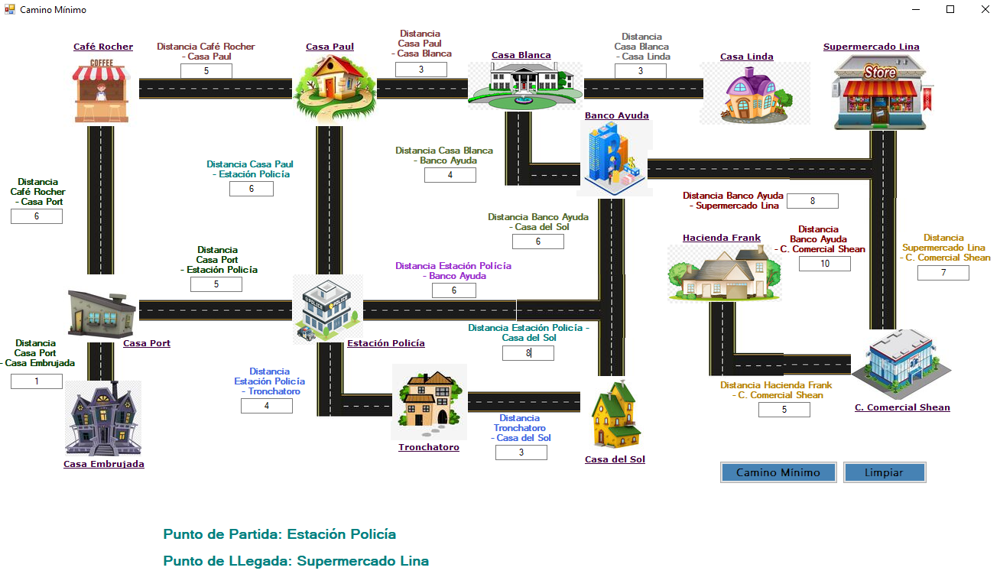 Camino Mínimo
Café Rocher
COFFEE
Distancia Café Rocher
- Casa Paul
5
Casa Paul
Distancia
Casa Paul
- Casa Blanca
3
Casa Blanca
Distancia
Casa Blanca
- Casa Linda
3
Casa Linda
Supermercado Lina
Store
Banco Ayuda
Distancia Casa Blanca
- Banco Ayuda
4
Distancia Casa Paul
- Estación Policía
6
Distancia
Café Rocher
- Casa Port
6
Distancia Banco Ayuda
- Supermercado Lina
8
Distancia Banco Ayuda
- Casa del Sol
6
Hacienda Frank
Distancia
Banco Ayuda
- C. Comercial Shean
10
Distancia
Supermercado Lina
- C. Comercial Shean
7
Distancia
Casa Port
- Estación Policía
5
Distancia Estación Polícía
- Banco Ayuda
6
POLICE
POLICE
Casa Port
Estación Policía
Distancia Estación Policía -
Casa del Sol
8
Distancia
Casa Port
- Casa Embrujada
1
Distancia
Estación Policía
- Tronchatoro
4
Distancia Hacienda Frank
- C. Comercial Shean
5
C. Comercial Shean
Distancia
Tronchatoro
- Casa del Sol
3
Tronchatoro
Casa del Sol
Casa Embrujada
Camino Mínimo
Limpiar
Punto de Partida: Estación Policía
Punto de LLegada: Supermercado Lina